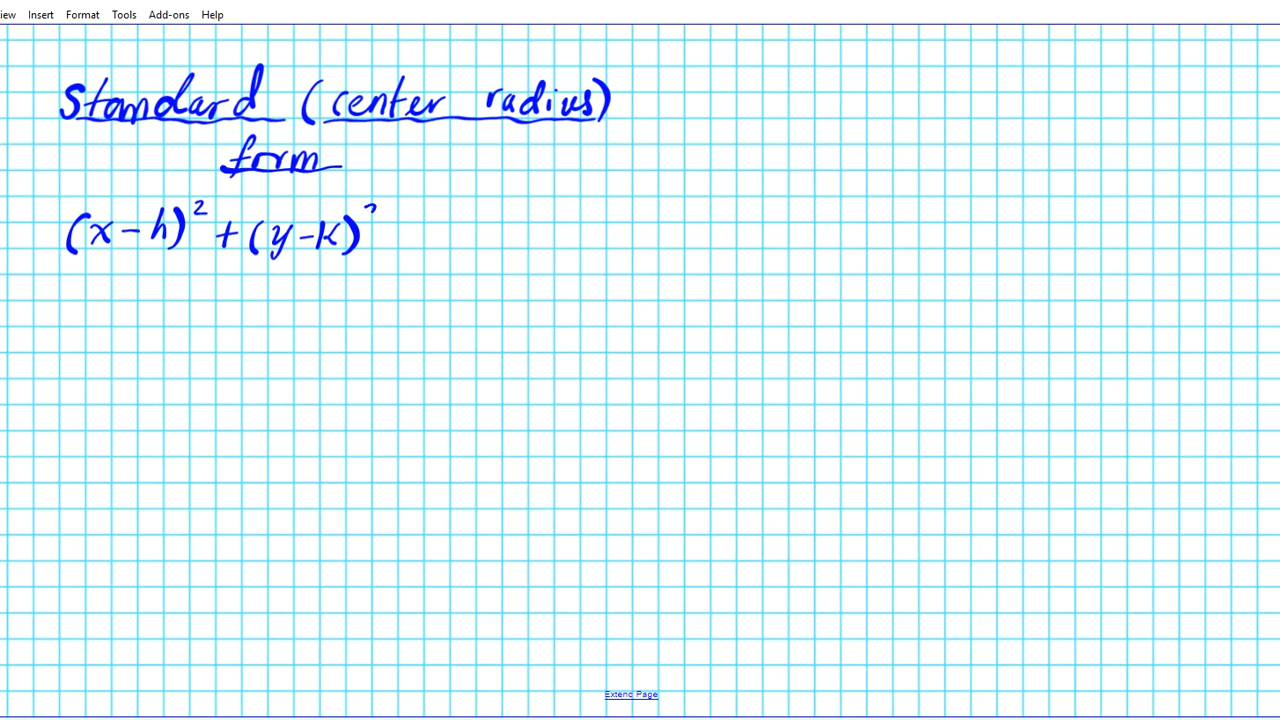 iew Insert Format Tools Add-ons Help
Standard (center radius)
form
(x-h)² + (y-k)²
Extend Page